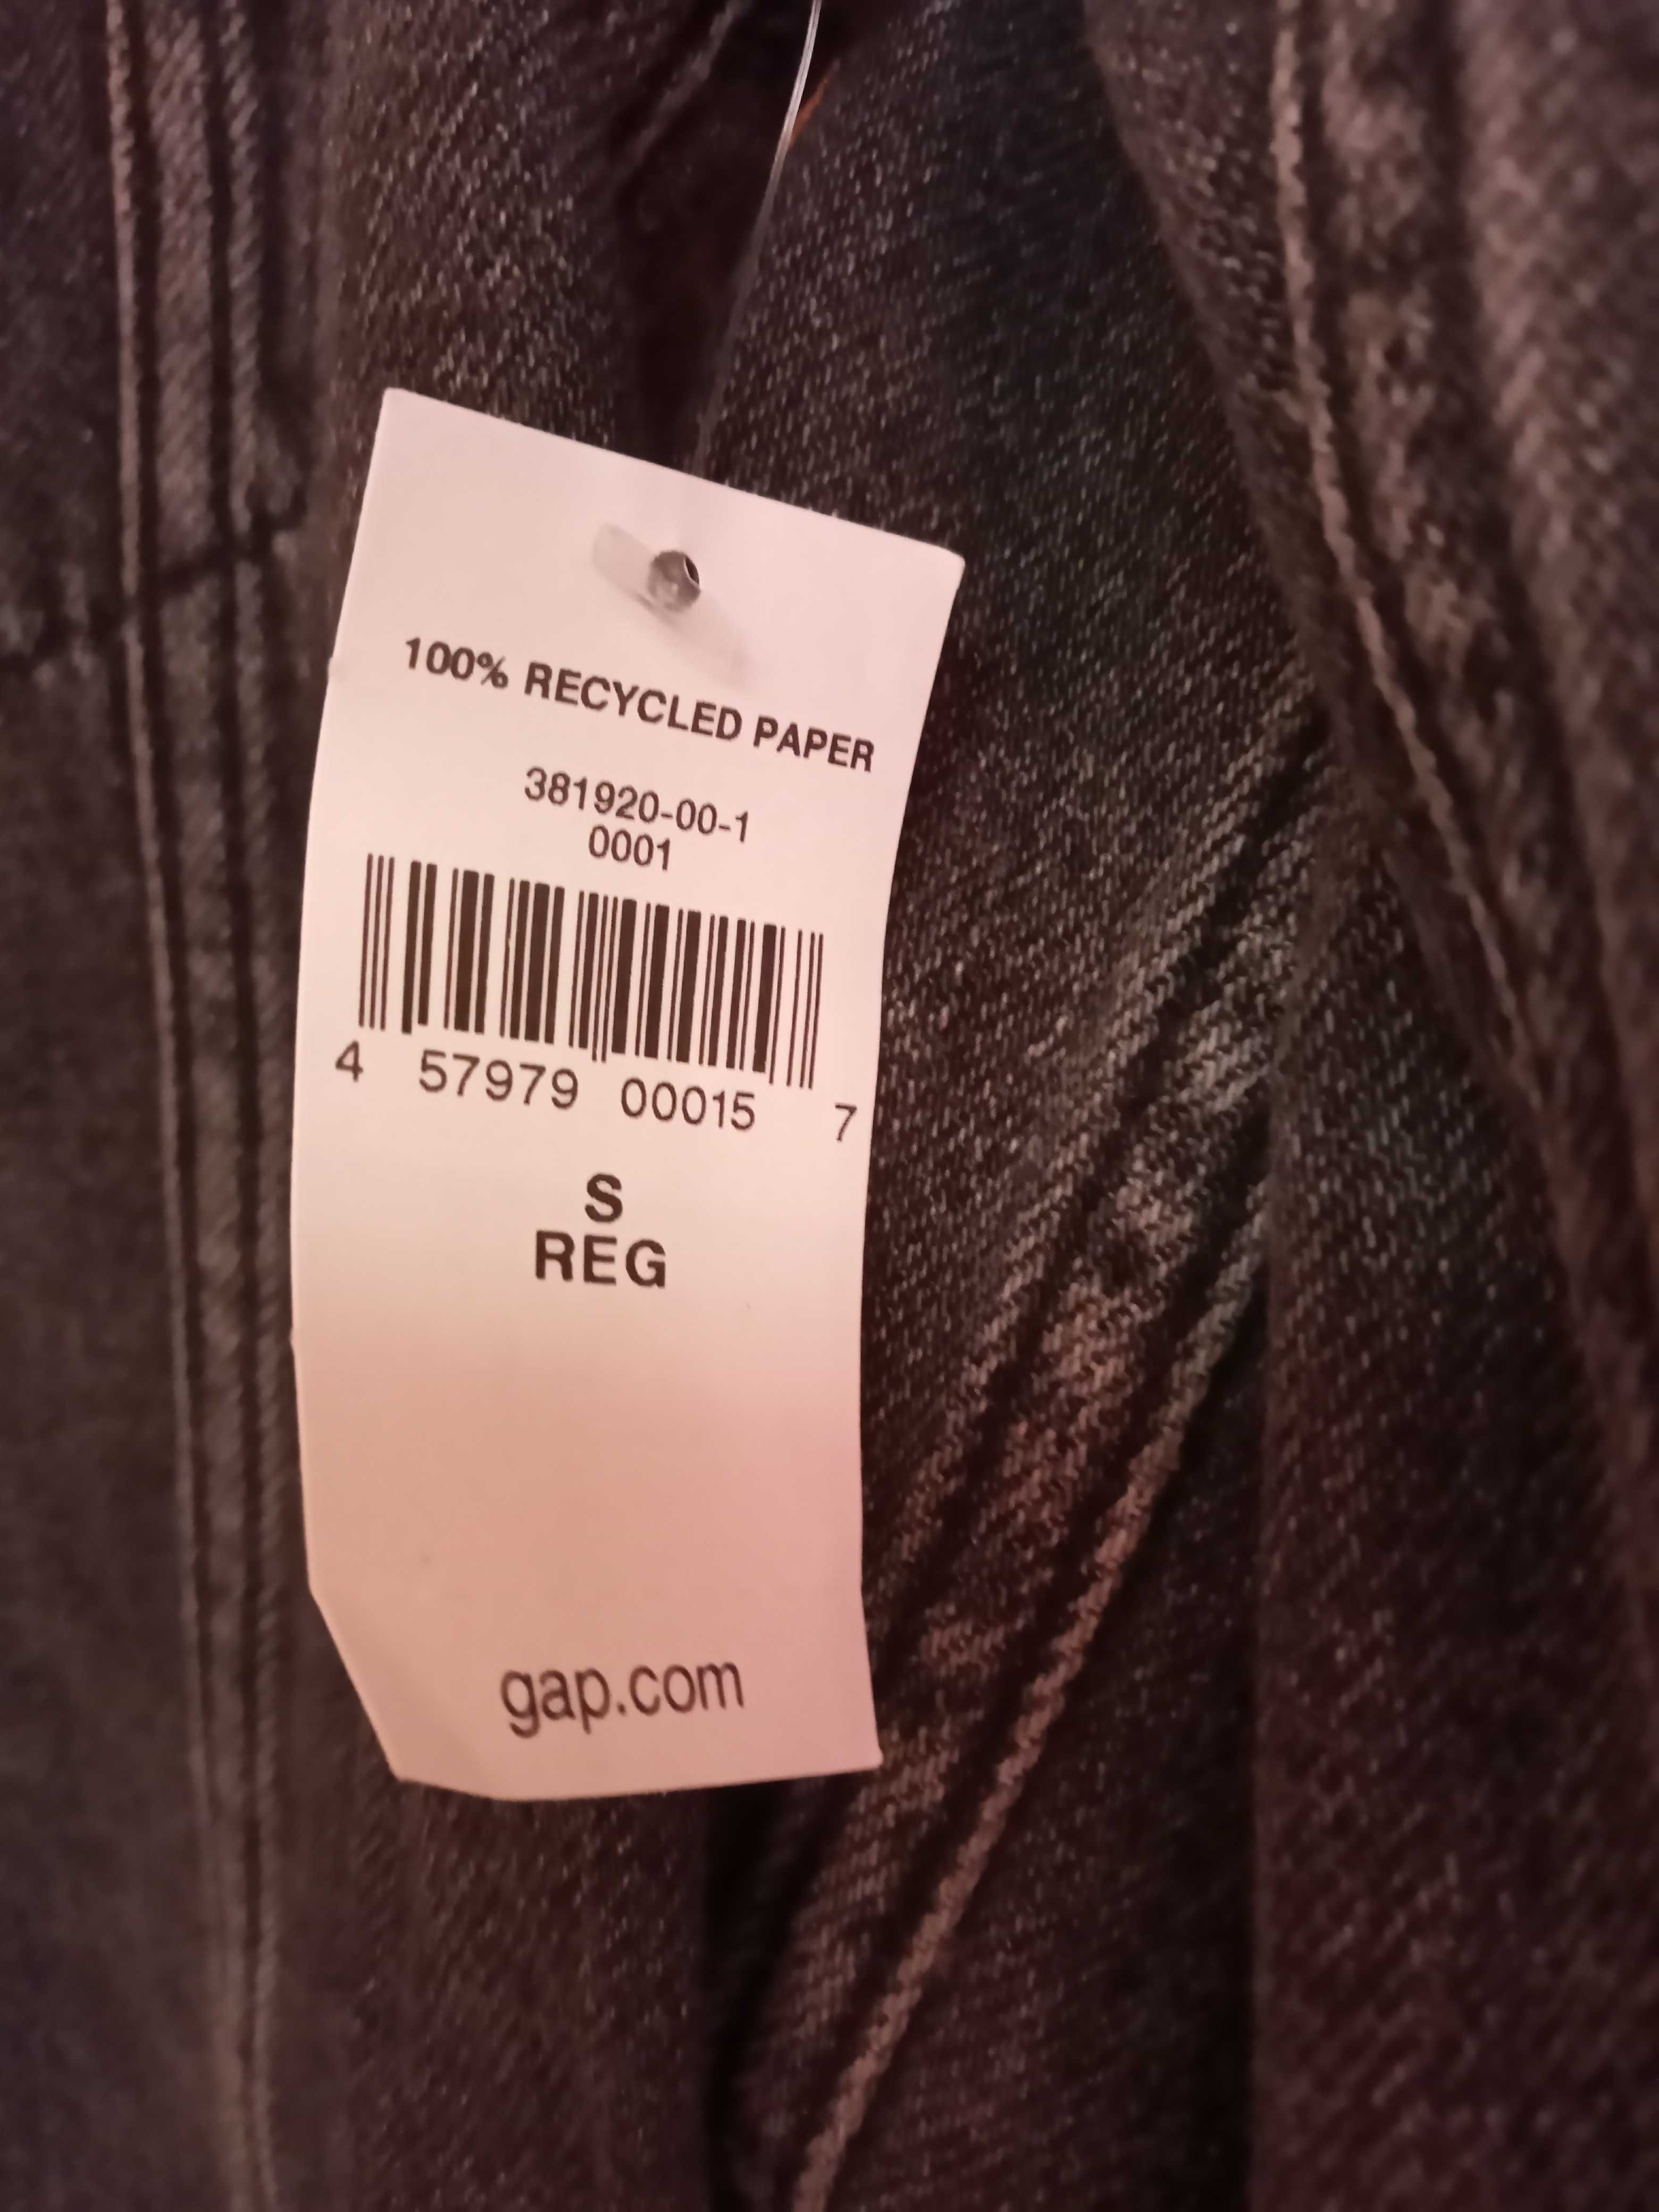 100% RECYCLED PAPER
381920-00-1
0001
4 57979 00015 7
S
REG
gap.com